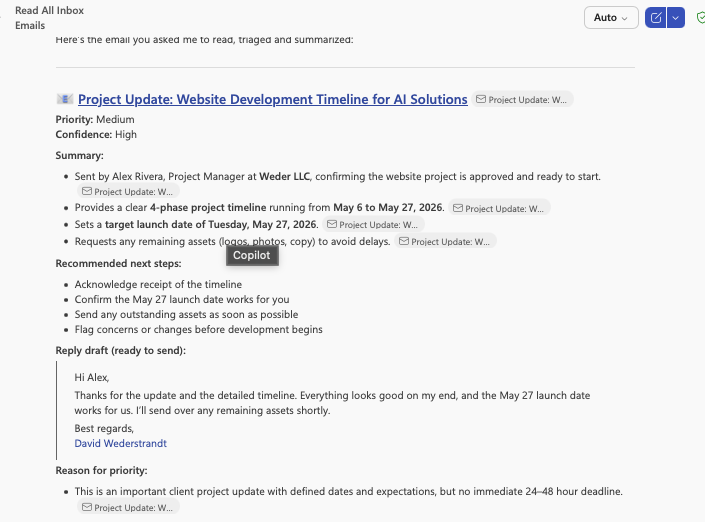 Read All Inbox
Emails
Auto
Here's the email you asked me to read, triaged and summarized:
Project Update: Website Development Timeline for AI Solutions Project Update: W...
Priority: Medium
Confidence: High
Summary:
• Sent by Alex Rivera, Project Manager at Weder LLC, confirming the website project is approved and ready to start.
Project Update: W...
• Provides a clear 4-phase project timeline running from May 6 to May 27, 2026. Project Update: W...
• Sets a target launch date of Tuesday, May 27, 2026. Project Update: W...
• Requests any remaining assets (logos, photos, copy) to avoid delays. Project Update: W...
Copilot
Recommended next steps:
• Acknowledge receipt of the timeline
• Confirm the May 27 launch date works for you
• Send any outstanding assets as soon as possible
• Flag concerns or changes before development begins
Reply draft (ready to send):
Hi Alex,
Thanks for the update and the detailed timeline. Everything looks good on my end, and the May 27 launch date
works for us. I'll send over any remaining assets shortly.
Best regards,
David Wederstrandt
Reason for priority:
• This is an important client project update with defined dates and expectations, but no immediate 24–48 hour deadline.
Project Update: W...